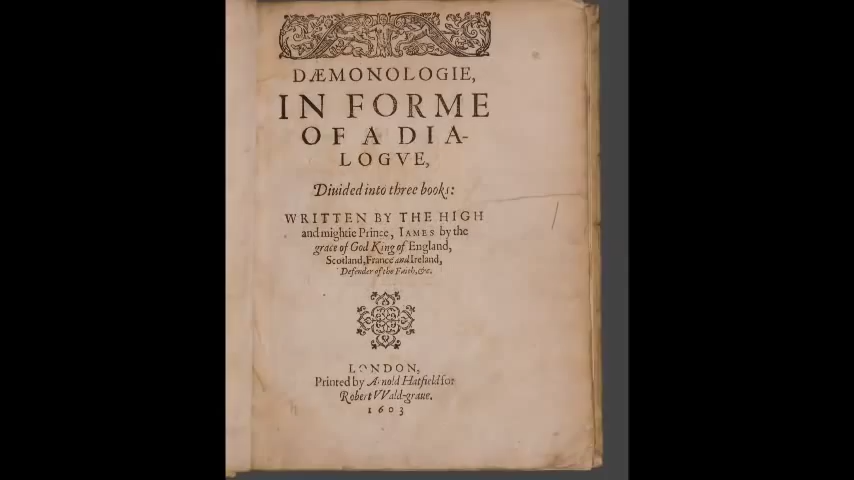 DÆMONOLOGIE,
IN FORME
OF A DIA-
LOGVE,
Diuided into three books:
WRITTEN BY THE HIGH
and mightie Prince, IAMES by the
grace of God King of England,
Scotland, France and Ireland,
Defender of the Faith, &c.
LONDON,
Printed by Arnold Hatfield for
Robert VVald-graue.
1603